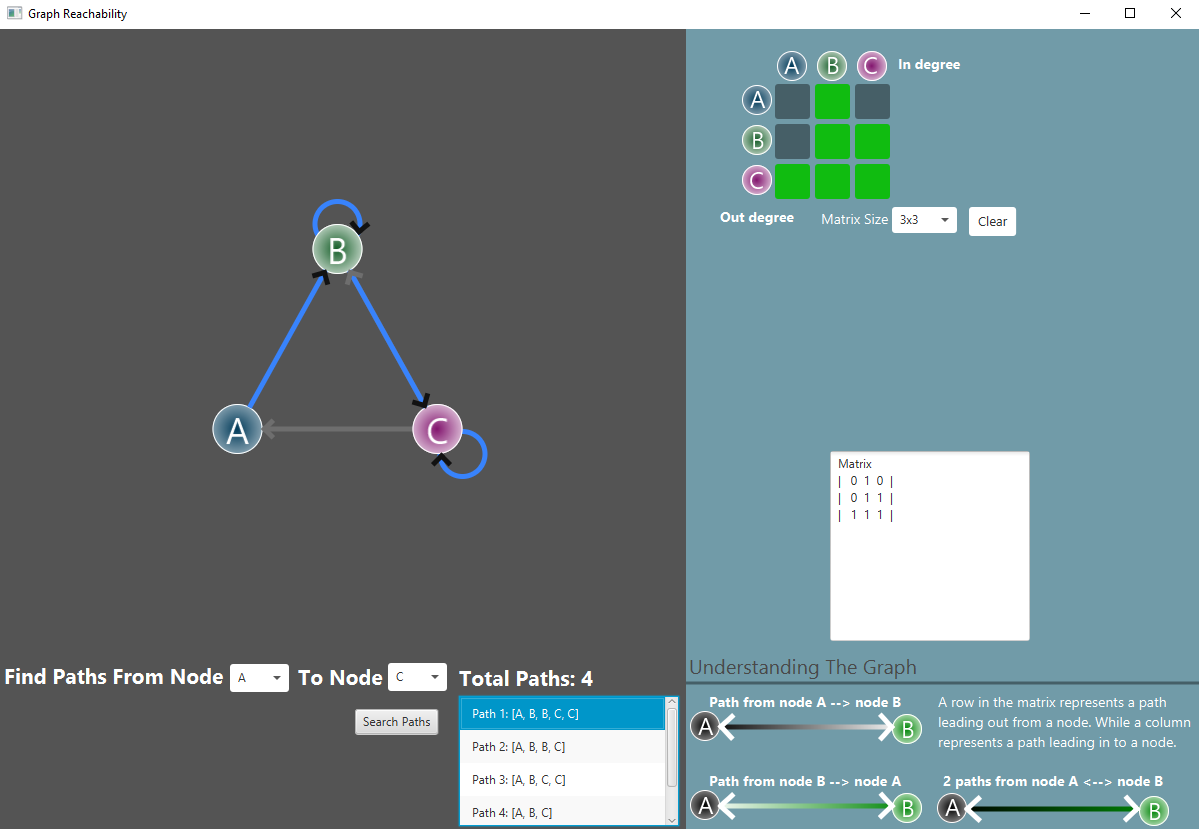 Graph Reachability
A B C In degree
A
B
C
Out degree Matrix Size 3x3 Clear
B
A C
Matrix
| 0 1 0 |
| 0 1 1 |
| 1 1 1 |
Find Paths From Node A To Node C Total Paths: 4
Search Paths
Path 1: [A, B, B, C, C]
Path 2: [A, B, B, C]
Path 3: [A, B, C, C]
Path 4: [A, B, C]
Understanding The Graph
Path from node A --> node B
A B
A row in the matrix represents a path
leading out from a node. While a column
represents a path leading in to a node.
Path from node B --> node A
A B
2 paths from node A <--> node B
A B